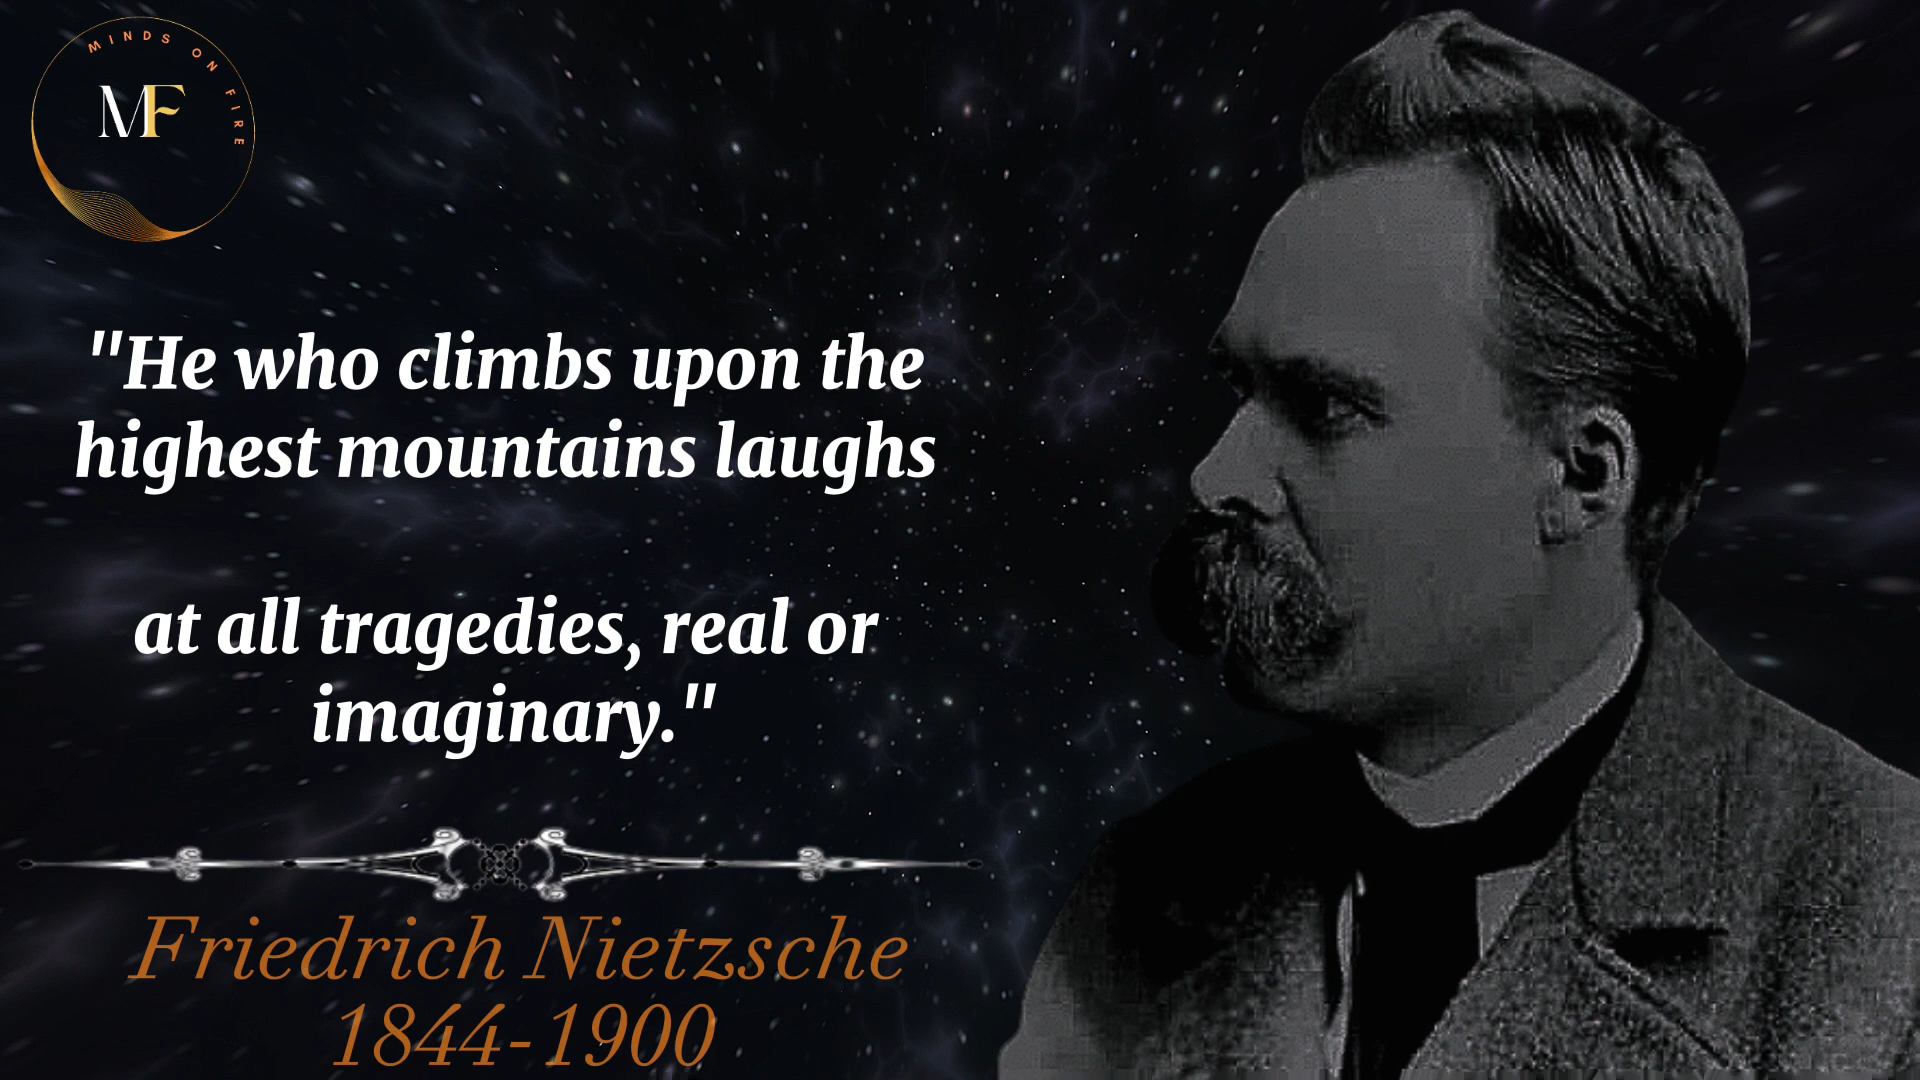 MINDS ON FIRE
MF
"He who climbs upon the
highest mountains laughs
at all tragedies, real or
imaginary."
Friedrich Nietzsche
1844-1900